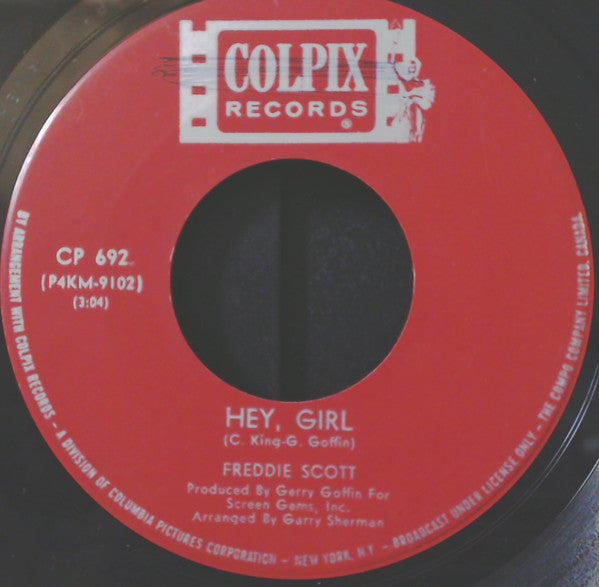 COLPIX
RECORDS
CP 692
(P4KM-9102)
(3:04)
HEY, GIRL
(C. King-G. Goffin)
FREDDIE SCOTT
Produced By Gerry Goffin For
Screen Gems, Inc.
Arranged By Garry Sherman
BY ARRANGEMENT WITH COLPIX RECORDS - A DIVISION OF COLUMBIA PICTURES CORPORATION - NEW YORK, N.Y. - BROADCAST UNDER LICENSE ONLY - THE COMPO COMPANY LIMITED, CANADA.